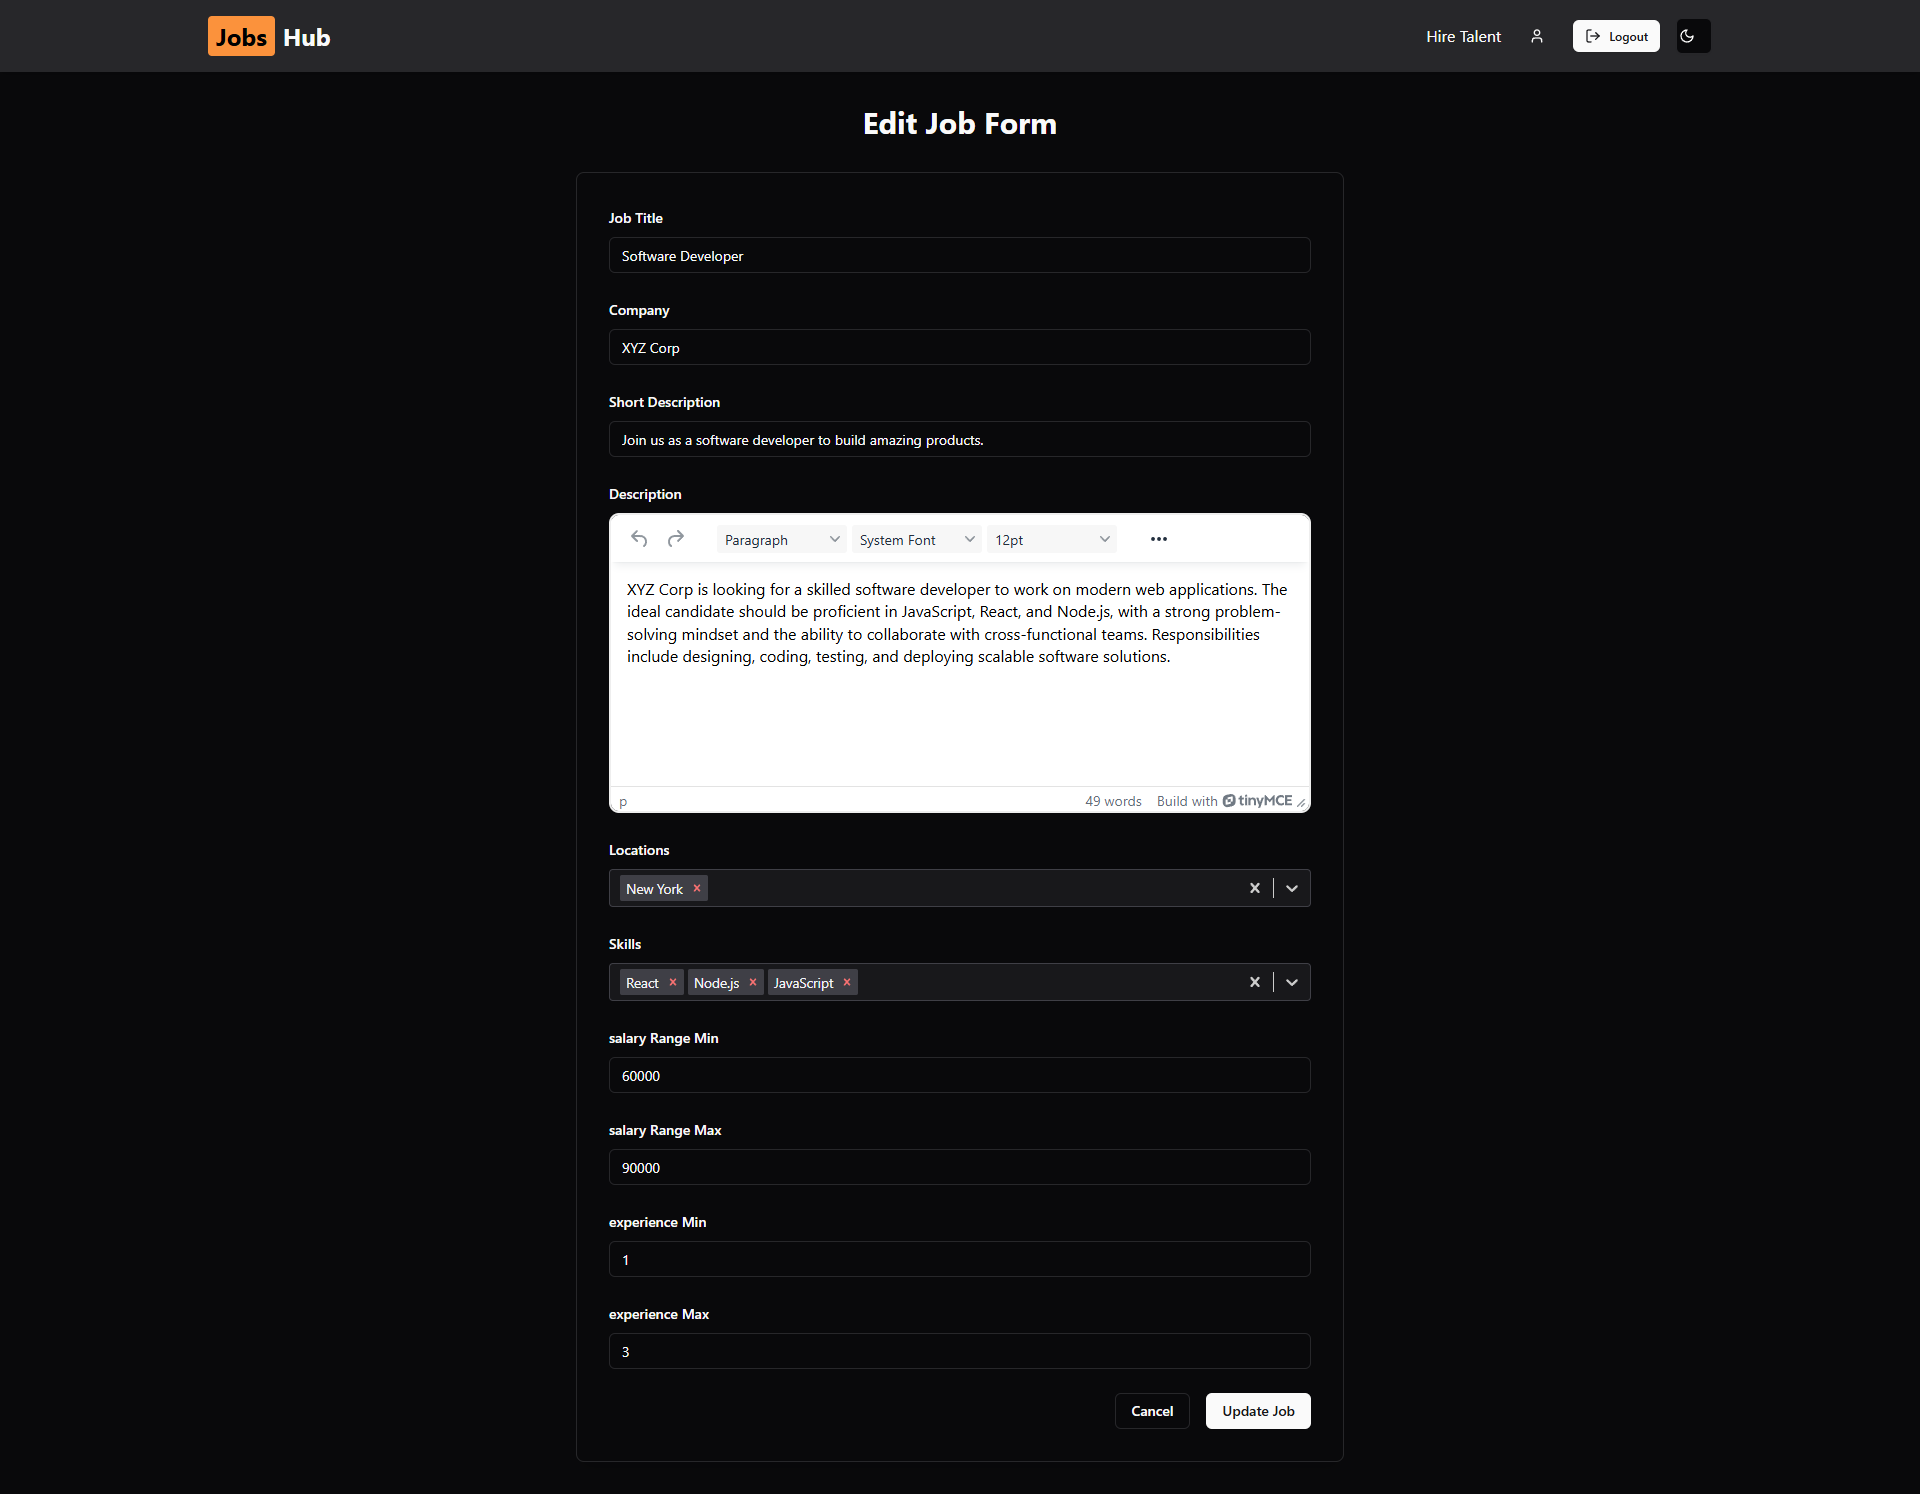 Jobs Hub
Hire Talent
Logout
Edit Job Form
Job Title
Software Developer
Company
XYZ Corp
Short Description
Join us as a software developer to build amazing products.
Description
Paragraph
System Font
12pt
XYZ Corp is looking for a skilled software developer to work on modern web applications. The
ideal candidate should be proficient in JavaScript, React, and Node.js, with a strong problem-
solving mindset and the ability to collaborate with cross-functional teams. Responsibilities
include designing, coding, testing, and deploying scalable software solutions.
p
49 words
Build with tinyMCE
Locations
New York
Skills
React
Node.js
JavaScript
salary Range Min
60000
salary Range Max
90000
experience Min
1
experience Max
3
Cancel
Update Job